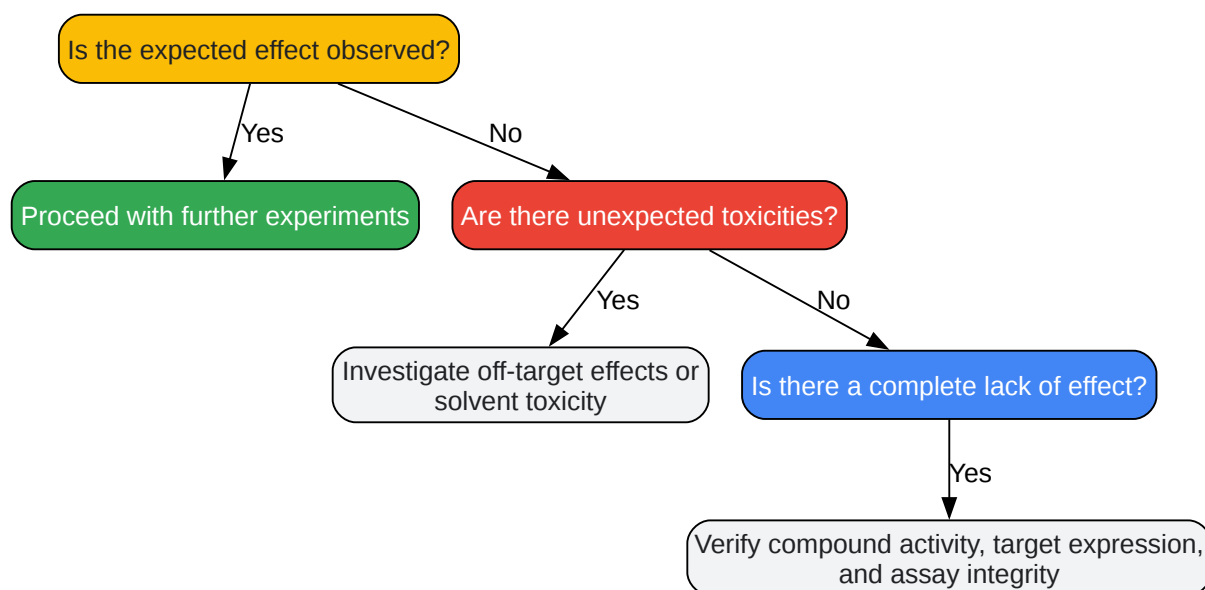 Is the expected effect observed?
Yes
No
Proceed with further experiments
Are there unexpected toxicities?
Yes
No
Investigate off-target effects or
solvent toxicity
Is there a complete lack of effect?
Yes
Verify compound activity, target expression,
and assay integrity